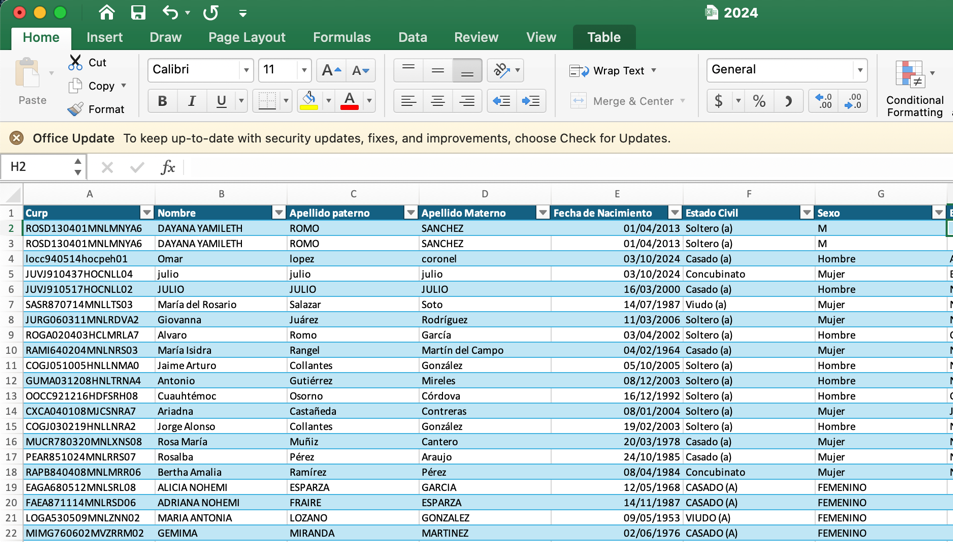 2024
Home Insert Draw Page Layout Formulas Data Review View Table
Paste
Cut
Copy
Format
Calibri 11
B I U
A A
A
Wrap Text
Merge & Center
General
$ %
Conditional Formatting
Office Update To keep up-to-date with security updates, fixes, and improvements, choose Check for Updates.
H2 fx
A B C D E F G
1 Curp Nombre Apellido paterno Apellido Materno Fecha de Nacimiento Estado Civil Sexo
2 ROSD130401MNLMNYA6 DAYANA YAMILETH ROMO SANCHEZ 01/04/2013 Soltero (a) M
3 ROSD130401MNLMNYA6 DAYANA YAMILETH ROMO SANCHEZ 01/04/2013 Soltero (a) M
4 locc940514hocpeh01 Omar lopez coronel 03/10/2024 Casado (a) Hombre
5 JUVJ910437HOCNLL04 julio julio julio 03/10/2024 Concubinato Mujer
6 JUVJ910517HOCNLL02 JULIO JULIO JULIO 16/03/2000 Casado (a) Hombre
7 SASR870714MNLLTS03 María del Rosario Salazar Soto 14/07/1987 Viudo (a) Mujer
8 JURG060311MNLRDVA2 Giovanna Juárez Rodríguez 11/03/2006 Soltero (a) Mujer
9 ROGA020403HCLMRLA7 Alvaro Romo García 03/04/2002 Soltero (a) Hombre
10 RAMI640204MNLNRS03 María Isidra Rangel Martín del Campo 04/02/1964 Casado (a) Mujer
11 COGJ051005HNLLNMA0 Jaime Arturo Collantes González 05/10/2005 Soltero (a) Hombre
12 GUMA031208HNLTRNA4 Antonio Gutiérrez Mireles 08/12/2003 Soltero (a) Hombre
13 OOCC921216HDFSRH08 Cuauhtémoc Osorno Córdova 16/12/1992 Soltero (a) Hombre
14 CXCA040108MJCSNRA7 Ariadna Castañeda Contreras 08/01/2004 Soltero (a) Mujer
15 COGJ030219HNLLNRA2 Jorge Alonso Collantes González 19/02/2003 Soltero (a) Hombre
16 MUCR780320MNLXNS08 Rosa María Muñiz Cantero 20/03/1978 Casado (a) Mujer
17 PEAR851024MNLRRS07 Rosalba Pérez Araujo 24/10/1985 Casado (a) Mujer
18 RAPB840408MNLMRR06 Bertha Amalia Ramírez Pérez 08/04/1984 Concubinato Mujer
19 EAGA680512MNLSRL08 ALICIA NOHEMI ESPARZA GARCIA 12/05/1968 CASADO (A) FEMENINO
20 FAEA871114MNLRSD06 ADRIANA NOHEMI FRAIRE ESPARZA 14/11/1987 CASADO (A) FEMENINO
21 LOGA530509MNLZNN02 MARIA ANTONIA LOZANO GONZALEZ 09/05/1953 VIUDO (A) FEMENINO
22 MIMG760602MVZRRM02 GEMIMA MIRANDA MARTINEZ 02/06/1976 CASADO (A) FEMENINO